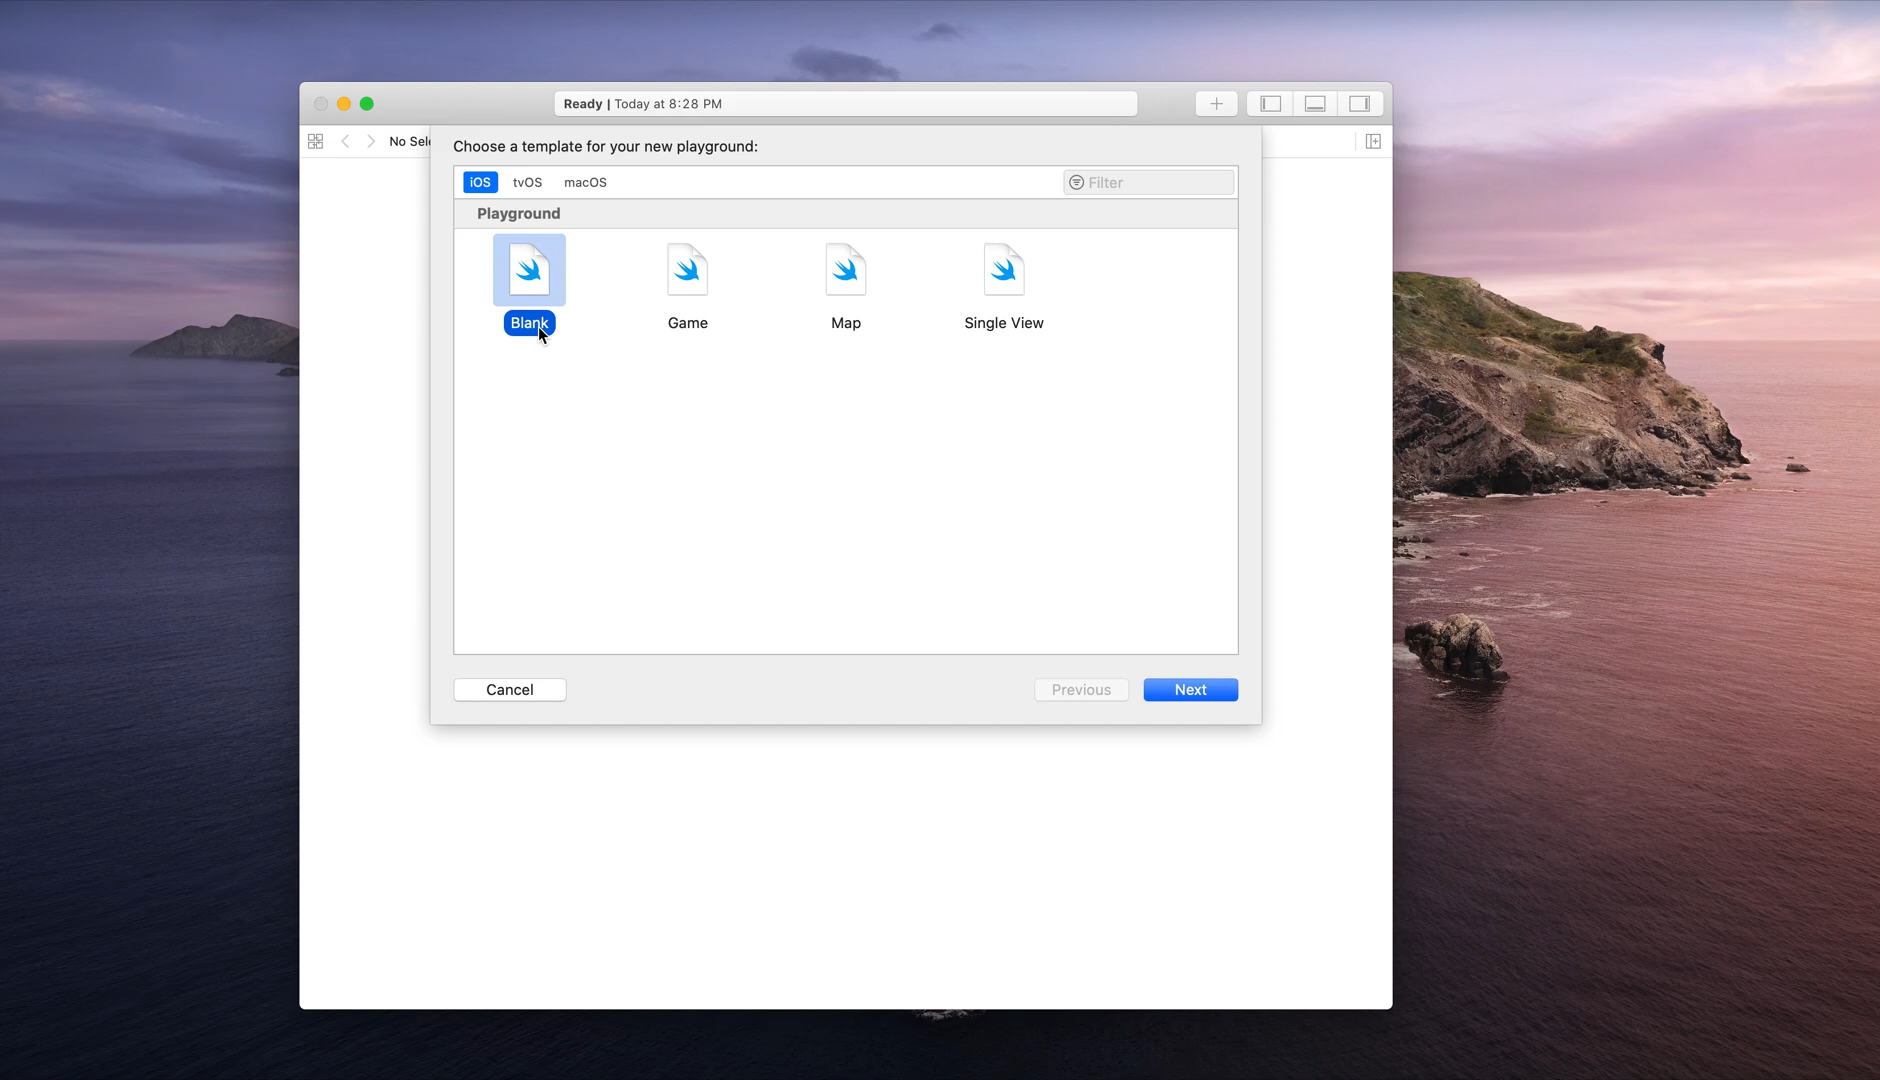 Ready | Today at 8:28 PM
No Sele
Choose a template for your new playground:
iOS tvOS macOS Filter
Playground
Blank Game Map Single View
Cancel Previous Next